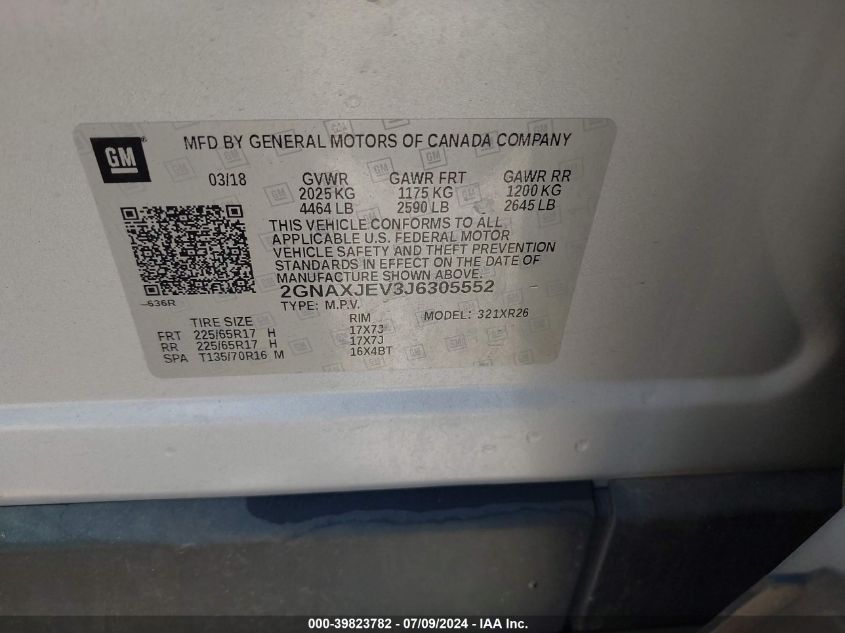 GM
MFD BY GENERAL MOTORS OF CANADA COMPANY
03/18 GVWR GAWR FRT GAWR RR
2025 KG 1175 KG 1200 KG
4464 LB 2590 LB 2645 LB
THIS VEHICLE CONFORMS TO ALL
APPLICABLE U.S. FEDERAL MOTOR
VEHICLE SAFETY AND THEFT PREVENTION
STANDARDS IN EFFECT ON THE DATE OF
MANUFACTURE SHOWN ABOVE.
2GNAXJEV3J6305552
–636R
TYPE: M.P.V.
TIRE SIZE RIM MODEL: 321XR26
FRT 225/65R17 H 17X7J
RR 225/65R17 H 17X7J
SPA T135/70R16 M 16X4BT
000-39823782 - 07/09/2024 - IAA Inc.